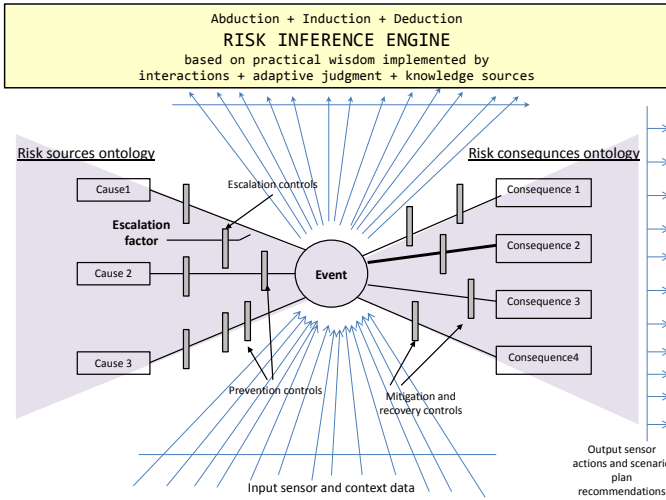 Abduction + Induction + Deduction
RISK INFERENCE ENGINE
based on practical wisdom implemented by
interactions + adaptive judgment + knowledge sources
Risk sources ontology
Risk consequnces ontology
Cause1
Escalation controls
Consequence 1
Escalation
factor
Consequence 2
Cause 2
Event
Consequence 3
Cause 3
Consequence4
Prevention controls
Mitigation and
recovery controls
Input sensor and context data
Output sensor
actions and scenario
plan
recommendations